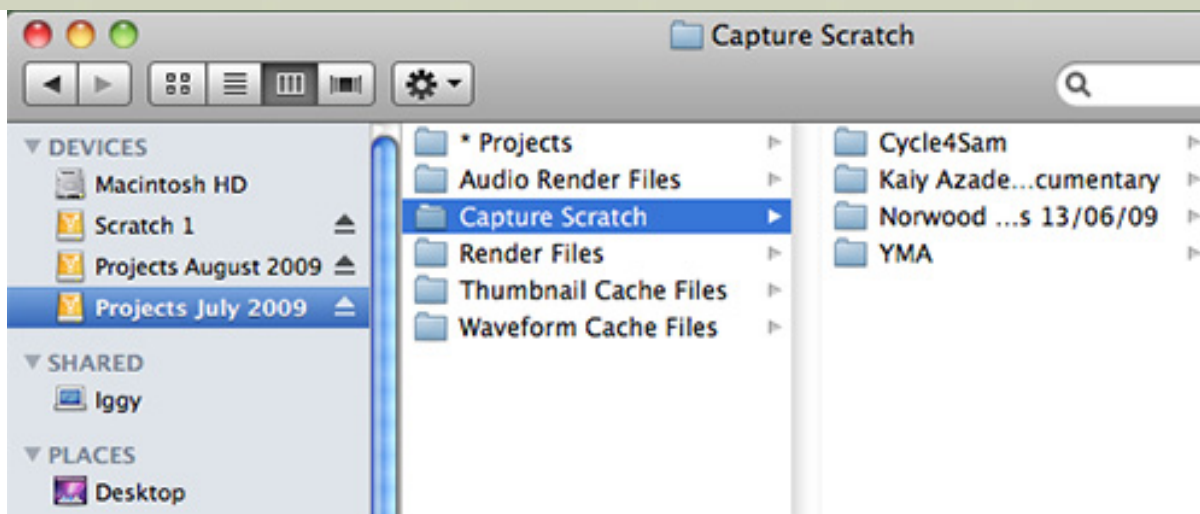 Capture Scratch
DEVICES
Macintosh HD
Scratch 1
Projects August 2009
Projects July 2009
SHARED
Iggy
PLACES
Desktop
* Projects
Audio Render Files
Capture Scratch
Render Files
Thumbnail Cache Files
Waveform Cache Files
Cycle4Sam
Kaiy Azade...cumentary
Norwood ...s 13/06/09
YMA